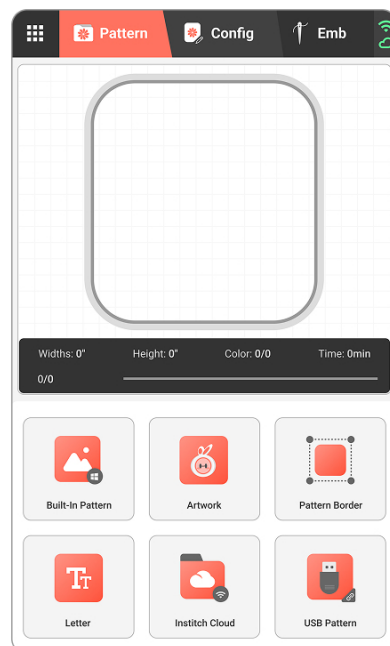 Pattern Config Emb
Widths: 0" Height: 0" Color: 0/0 Time: 0min
0/0
Built-In Pattern Artwork Pattern Border
TT
Letter Institch Cloud USB Pattern